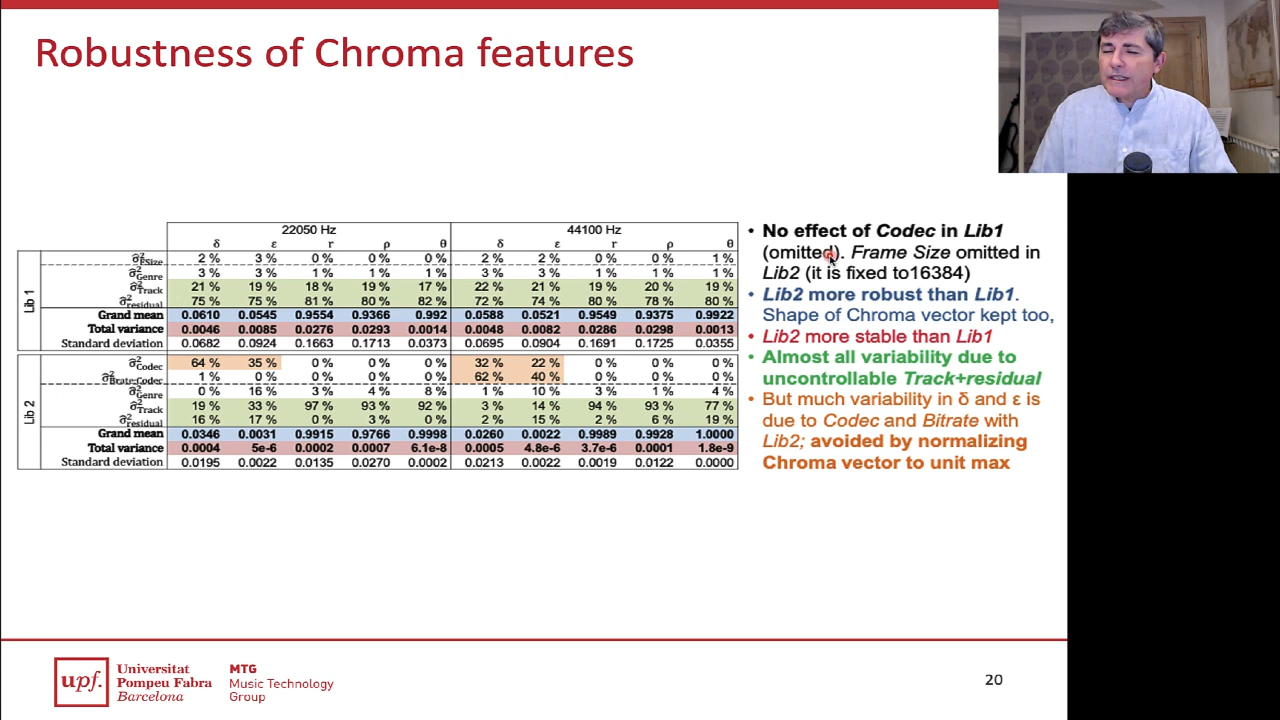 Robustness of Chroma features
22050 Hz 44100 Hz
δ ε r ρ θ δ ε r ρ θ
Lib 1
σ̂²FSize 2 % 3 % 0 % 0 % 0 % 2 % 2 % 0 % 0 % 1 %
σ̂²Genre 3 % 3 % 1 % 1 % 1 % 3 % 3 % 1 % 1 % 1 %
σ̂²Track 21 % 19 % 18 % 19 % 17 % 22 % 21 % 19 % 20 % 19 %
σ̂²residual 75 % 75 % 81 % 80 % 82 % 72 % 74 % 80 % 78 % 80 %
Grand mean 0.0610 0.0545 0.9554 0.9366 0.992 0.0588 0.0521 0.9549 0.9375 0.9922
Total variance 0.0046 0.0085 0.0276 0.0293 0.0014 0.0048 0.0082 0.0286 0.0298 0.0013
Standard deviation 0.0682 0.0924 0.1663 0.1713 0.0373 0.0695 0.0904 0.1691 0.1725 0.0355
Lib 2
σ̂²Codec 64 % 35 % 0 % 0 % 0 % 32 % 22 % 0 % 0 % 0 %
σ̂²Brate:Codec 1 % 0 % 0 % 0 % 0 % 62 % 40 % 0 % 0 % 0 %
σ̂²Genre 0 % 16 % 3 % 4 % 8 % 1 % 10 % 3 % 1 % 4 %
σ̂²Track 19 % 33 % 97 % 93 % 92 % 3 % 14 % 94 % 93 % 77 %
σ̂²residual 16 % 17 % 0 % 3 % 0 % 2 % 15 % 2 % 6 % 19 %
Grand mean 0.0346 0.0031 0.9915 0.9766 0.9998 0.0260 0.0022 0.9989 0.9928 1.0000
Total variance 0.0004 5e-6 0.0002 0.0007 6.1e-8 0.0005 4.8e-6 3.7e-6 0.0001 1.8e-9
Standard deviation 0.0195 0.0022 0.0135 0.0270 0.0002 0.0213 0.0022 0.0019 0.0122 0.0000
• No effect of Codec in Lib1
(omitted). Frame Size omitted in
Lib2 (it is fixed to16384)
• Lib2 more robust than Lib1.
Shape of Chroma vector kept too,
• Lib2 more stable than Lib1
• Almost all variability due to
uncontrollable Track+residual
• But much variability in δ and ε is
due to Codec and Bitrate with
Lib2; avoided by normalizing
Chroma vector to unit max
upf. Universitat
Pompeu Fabra
Barcelona
MTG
Music Technology
Group
20